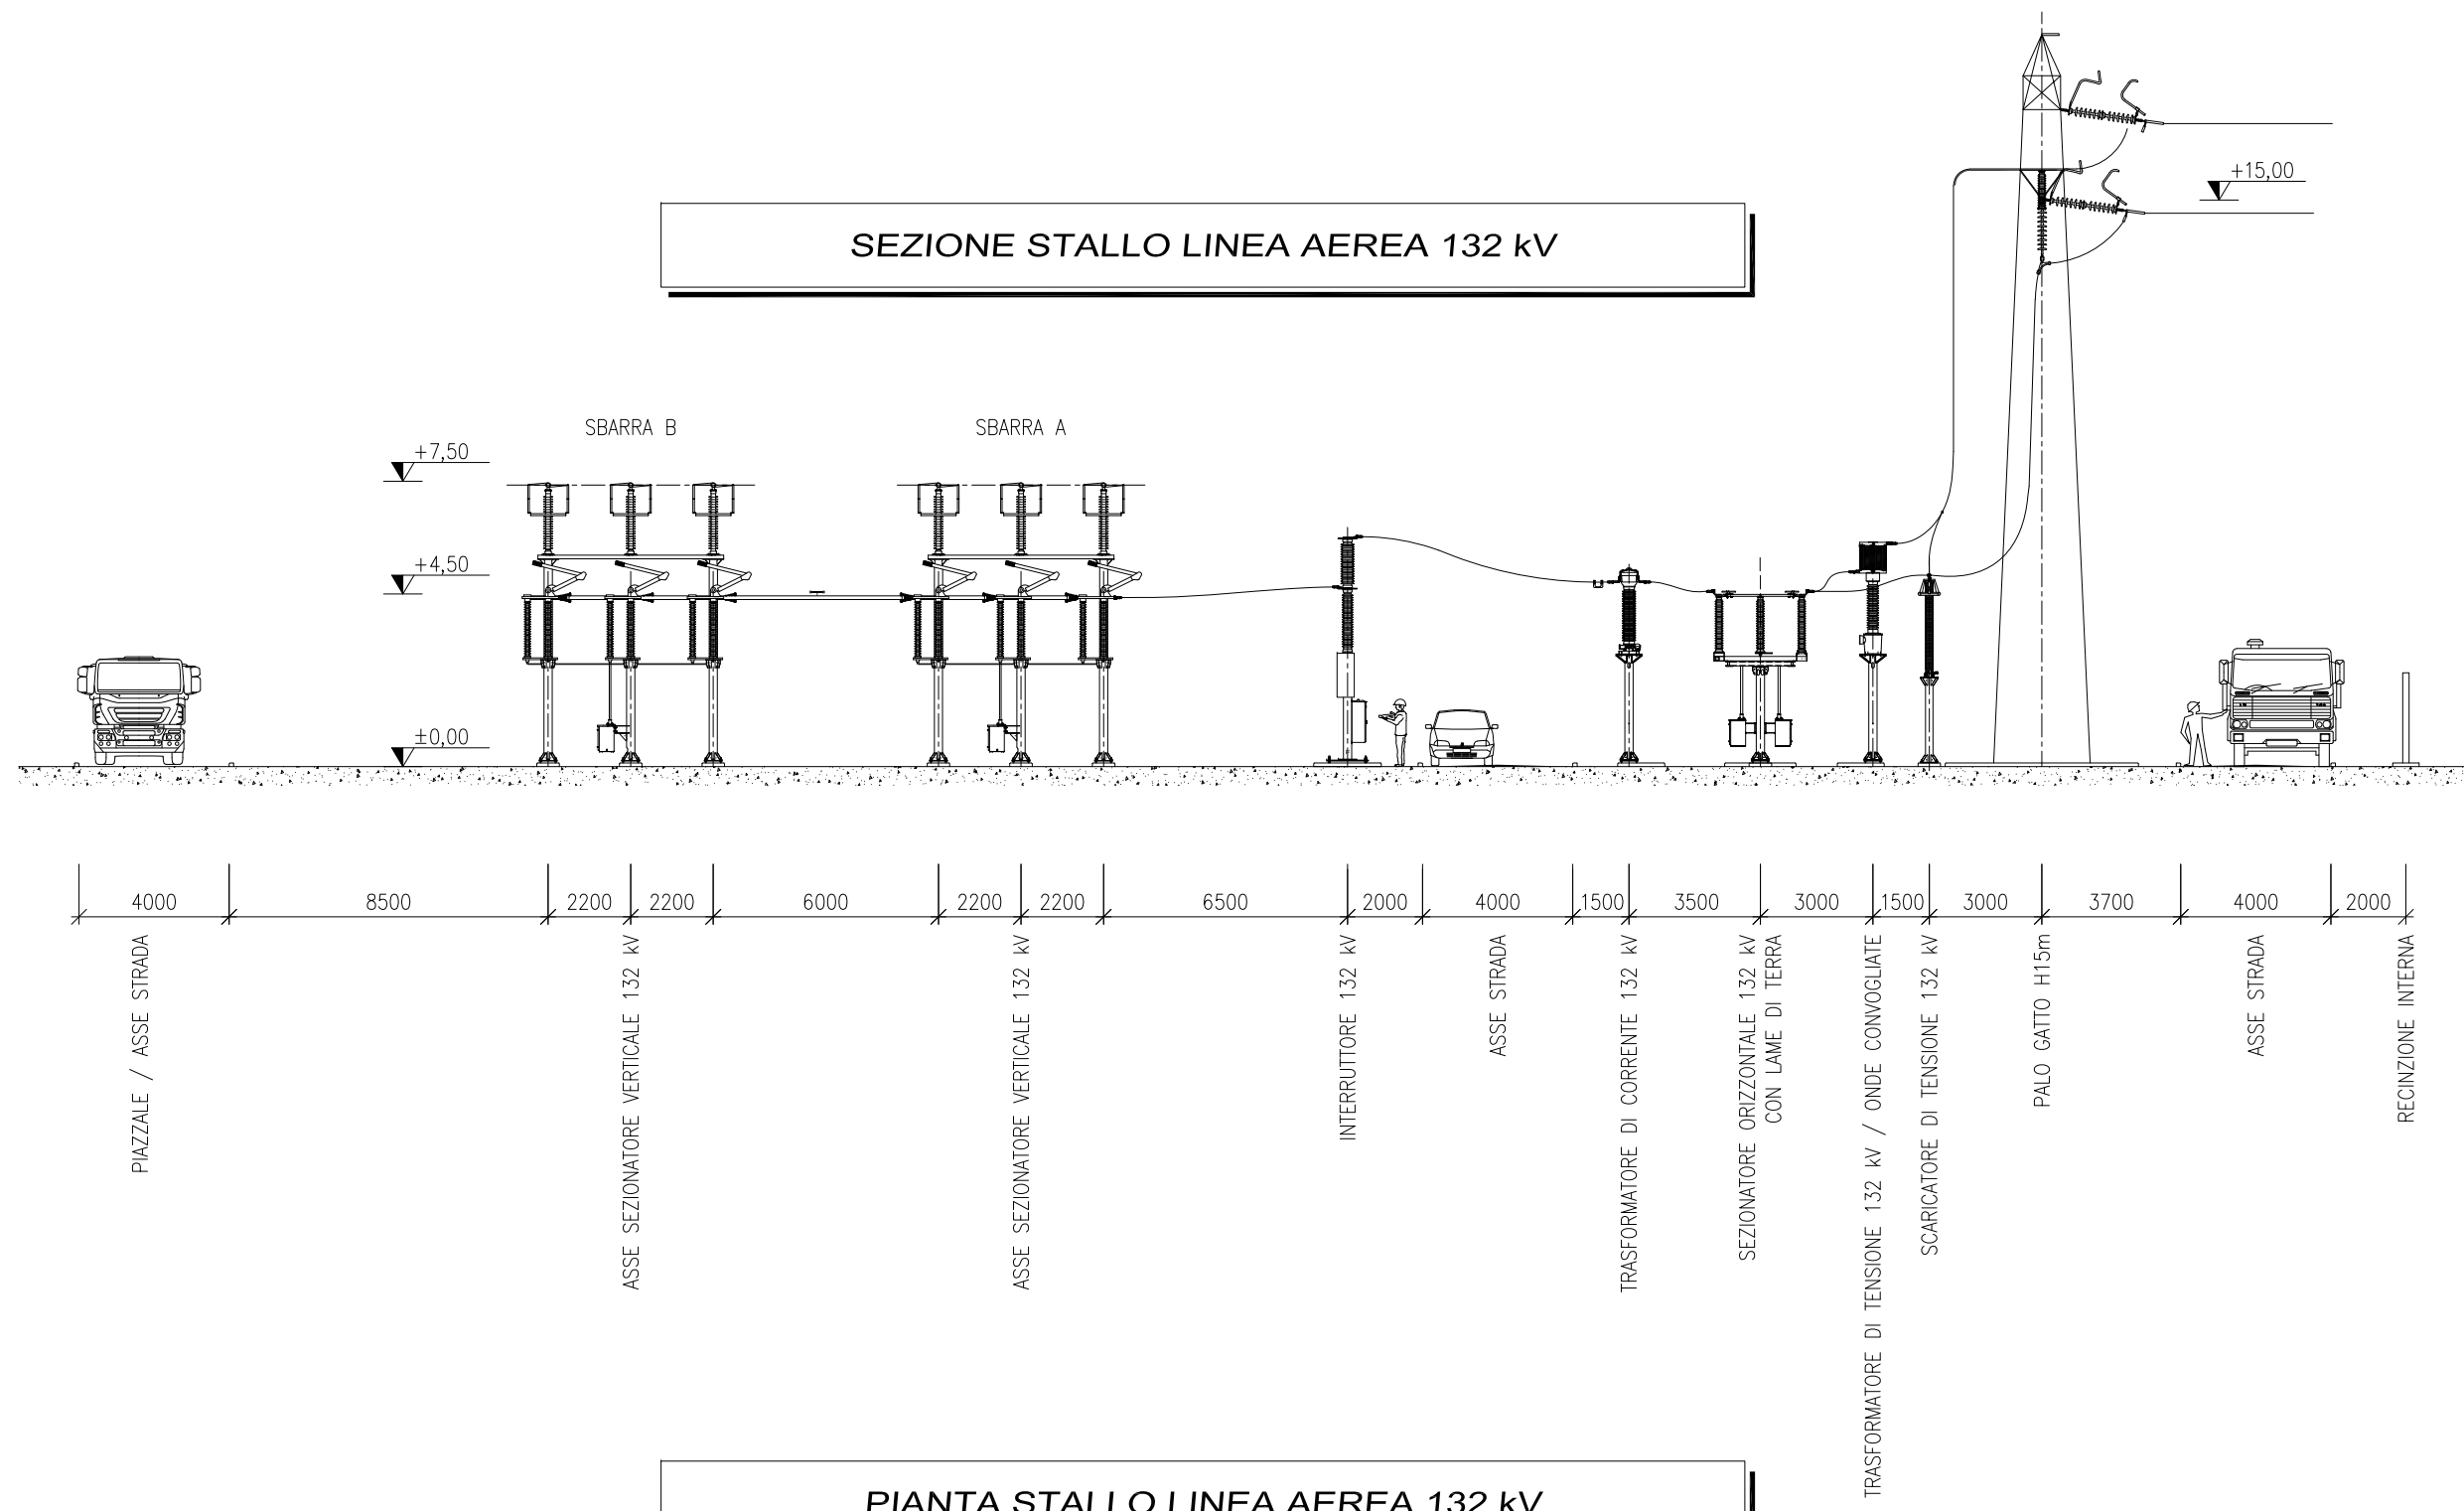 +15,00
SEZIONE STALLO LINEA AEREA 132 kV
SBARRA B
SBARRA A
+7,50
+4,50
±0,00
4000
8500
2200
2200
6000
2200
2200
6500
2000
4000
1500
3500
3000
1500
3000
3700
4000
2000
PIAZZALE / ASSE STRADA
ASSE SEZIONATORE VERTICALE 132 kV
ASSE SEZIONATORE VERTICALE 132 kV
INTERRUTTORE 132 kV
ASSE STRADA
TRASFORMATORE DI CORRENTE 132 kV
SEZIONATORE ORIZZONTALE 132 kV
CON LAME DI TERRA
TRASFORMATORE DI TENSIONE 132 kV / ONDE CONVOGLIATE
SCARICATORE DI TENSIONE 132 kV
PALO GATTO H15m
ASSE STRADA
RECINZIONE INTERNA
PIANTA STALLO LINEA AEREA 132 kV